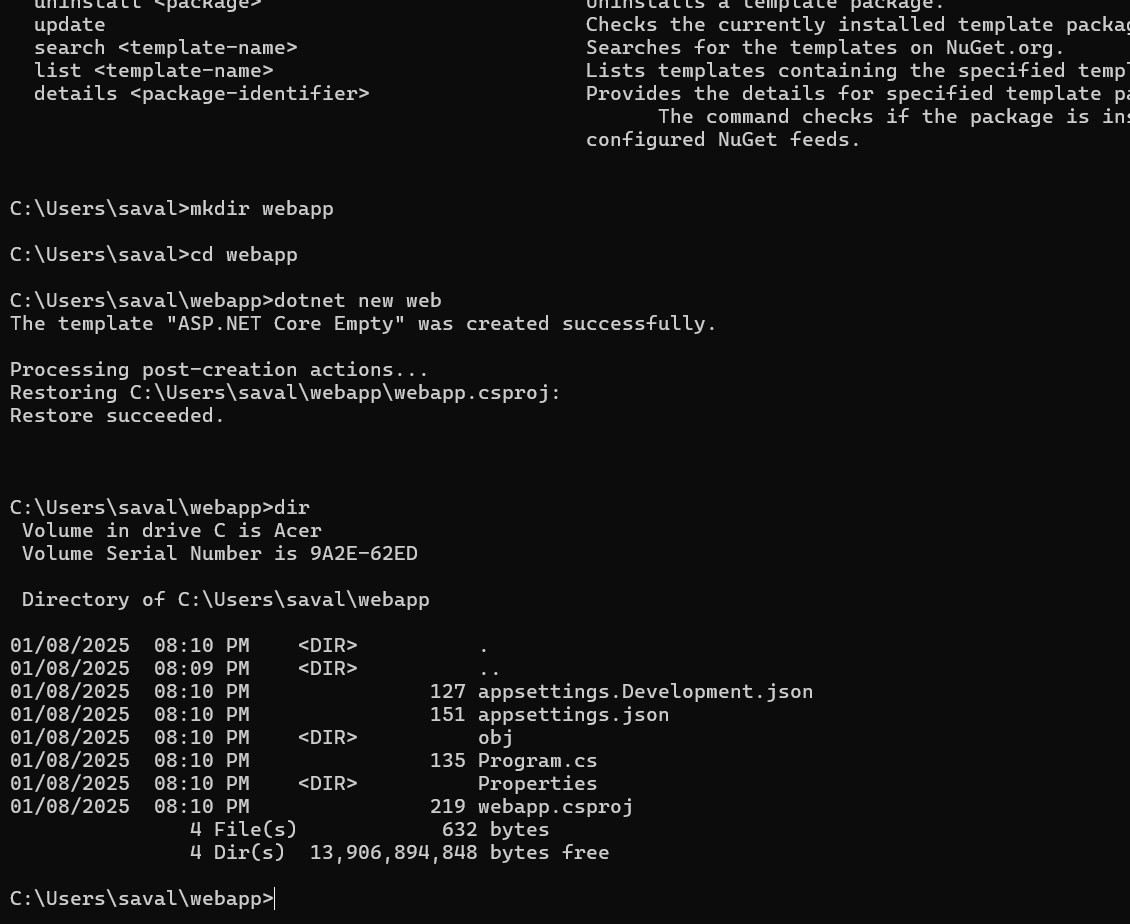 uninstall <package> Uninstalls a template package.
update Checks the currently installed template
search <template-name> Searches for the templates on NuGet.org.
list <template-name> Lists templates containing the specified
details <package-identifier> Provides the details for specified template
The command checks if the package is
configured NuGet feeds.
C:\Users\saval>mkdir webapp
C:\Users\saval>cd webapp
C:\Users\saval\webapp>dotnet new web
The template "ASP.NET Core Empty" was created successfully.
Processing post-creation actions...
Restoring C:\Users\saval\webapp\webapp.csproj:
Restore succeeded.
C:\Users\saval\webapp>dir
Volume in drive C is Acer
Volume Serial Number is 9A2E-62ED
Directory of C:\Users\saval\webapp
01/08/2025  08:10 PM    <DIR>          .
01/08/2025  08:09 PM    <DIR>          ..
01/08/2025  08:10 PM               127 appsettings.Development.json
01/08/2025  08:10 PM               151 appsettings.json
01/08/2025  08:10 PM    <DIR>          obj
01/08/2025  08:10 PM               135 Program.cs
01/08/2025  08:10 PM    <DIR>          Properties
01/08/2025  08:10 PM               219 webapp.csproj
4 File(s)            632 bytes
4 Dir(s)  13,906,894,848 bytes free
C:\Users\saval\webapp>